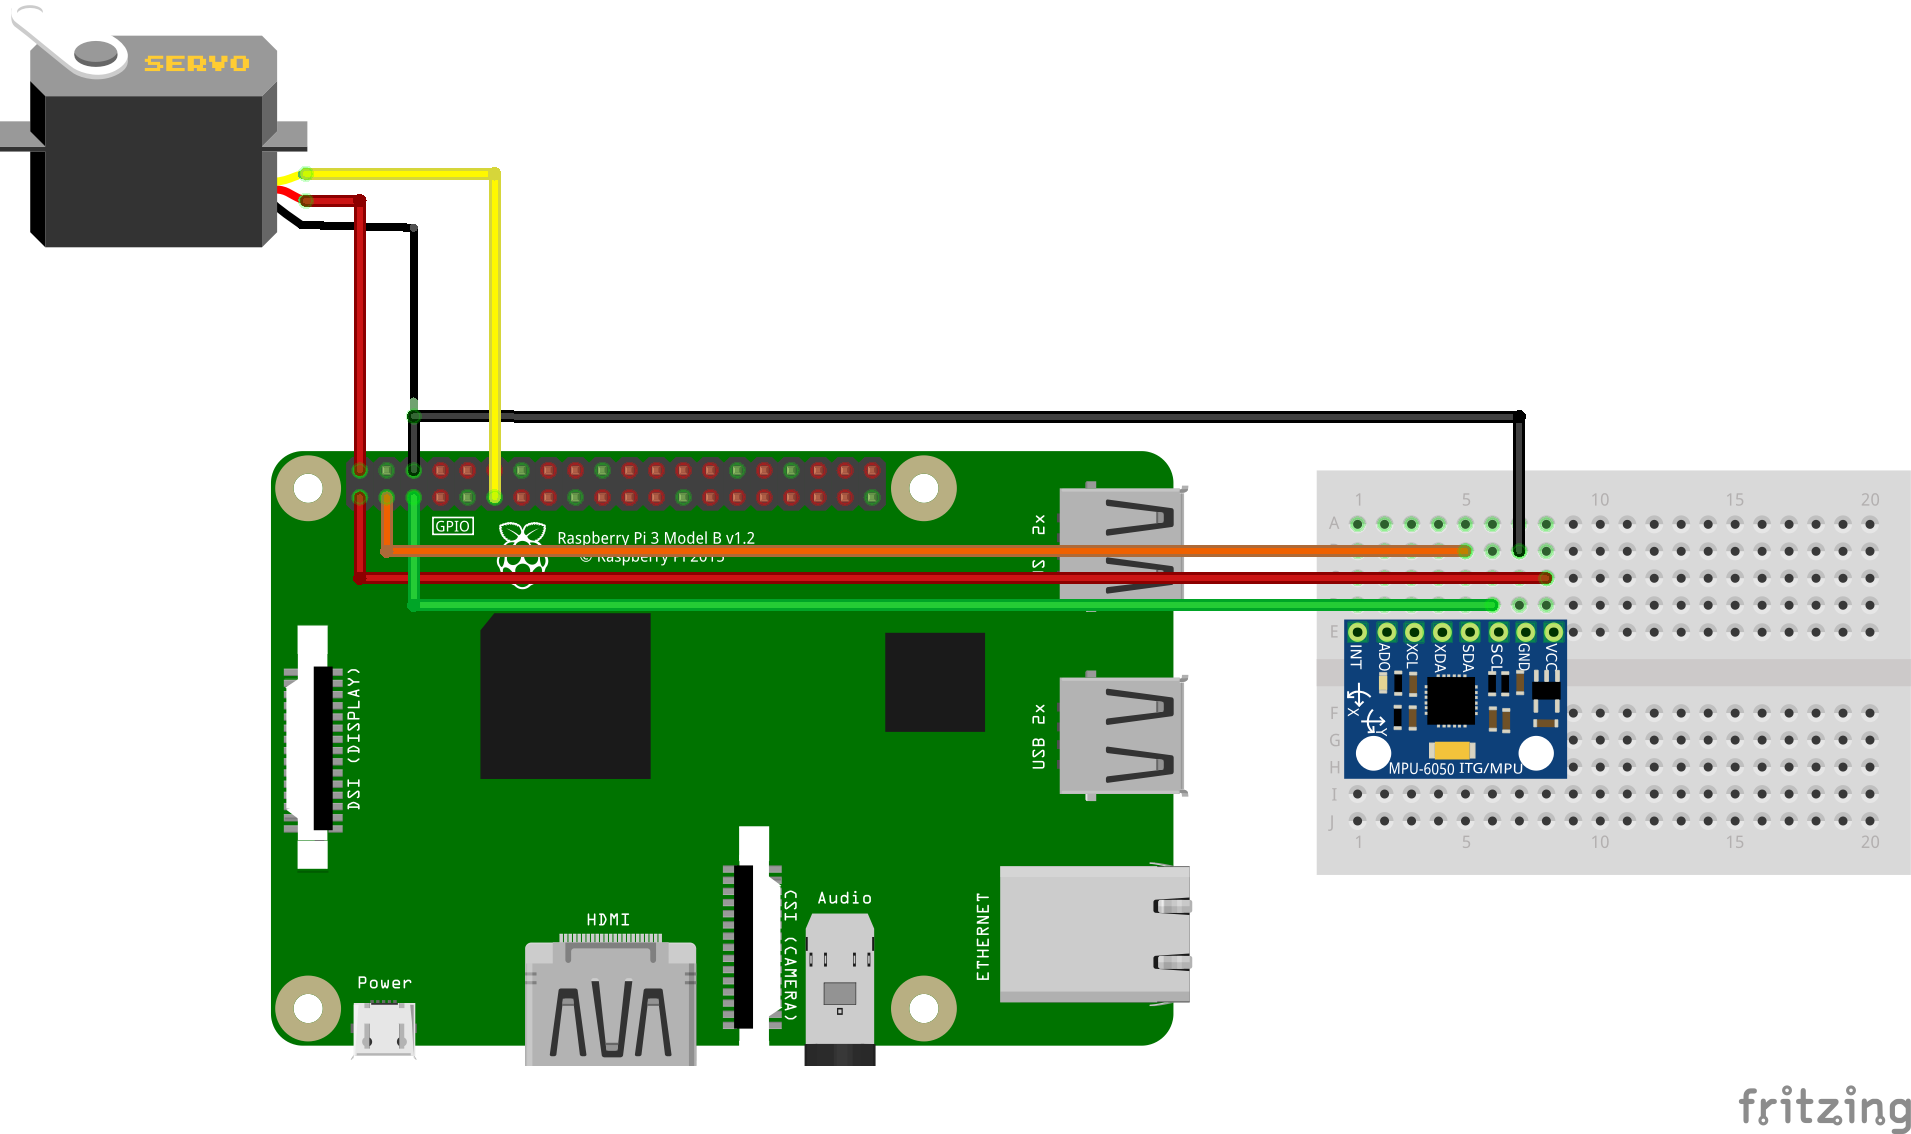 SERVO
GPIO
Raspberry Pi 3 Model B v1.2
© Raspberry Pi 2015
USB 2x
USB 2x
DSI (DISPLAY)
HDMI
CSI (CAMERA)
Audio
ETHERNET
Power
1 5 10 15 20
A
E
F
G
H
I
J
1 5 10 15 20
INT
ADO
XCL
XDA
SDA
SCL
GND
VCC
X
Y
MPU-6050 ITG/MPU
fritzing